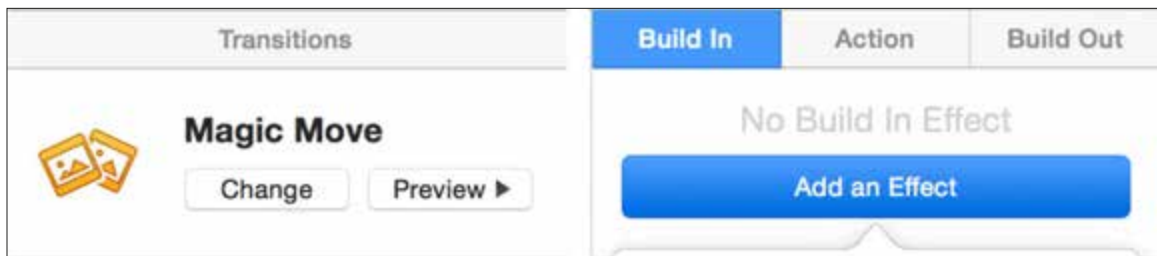 Transitions
Magic Move
Change Preview ▶
Build In Action Build Out
No Build In Effect
Add an Effect